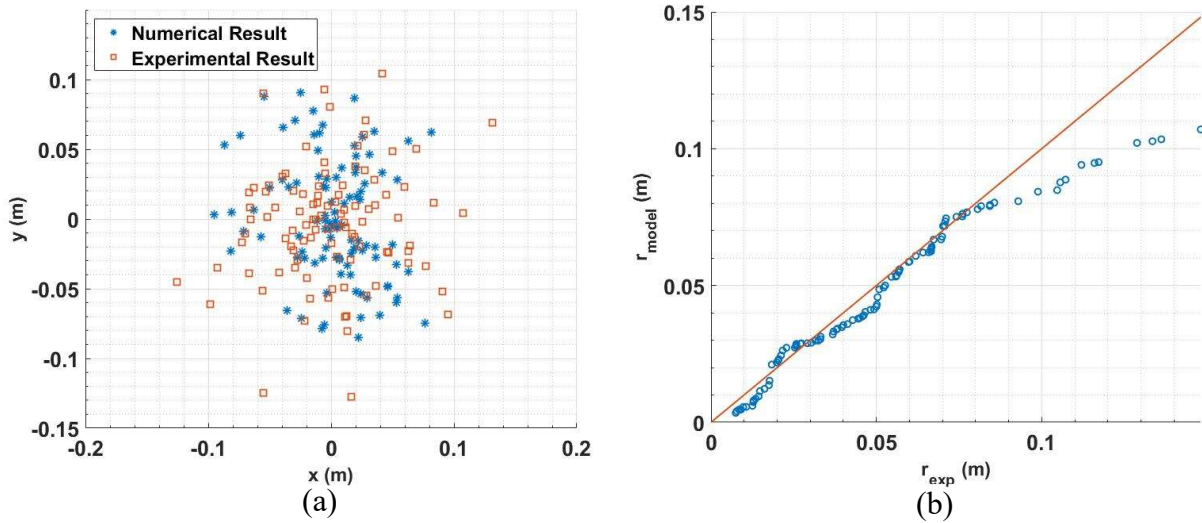 Numerical Result
Experimental Result
0.1
0.05
0
-0.05
-0.1
-0.15
-0.2
-0.1
0
0.1
0.2
y (m)
x (m)
(a)
0.15
0.1
0.05
0
0
0.05
0.1
r_model (m)
r_exp (m)
(b)